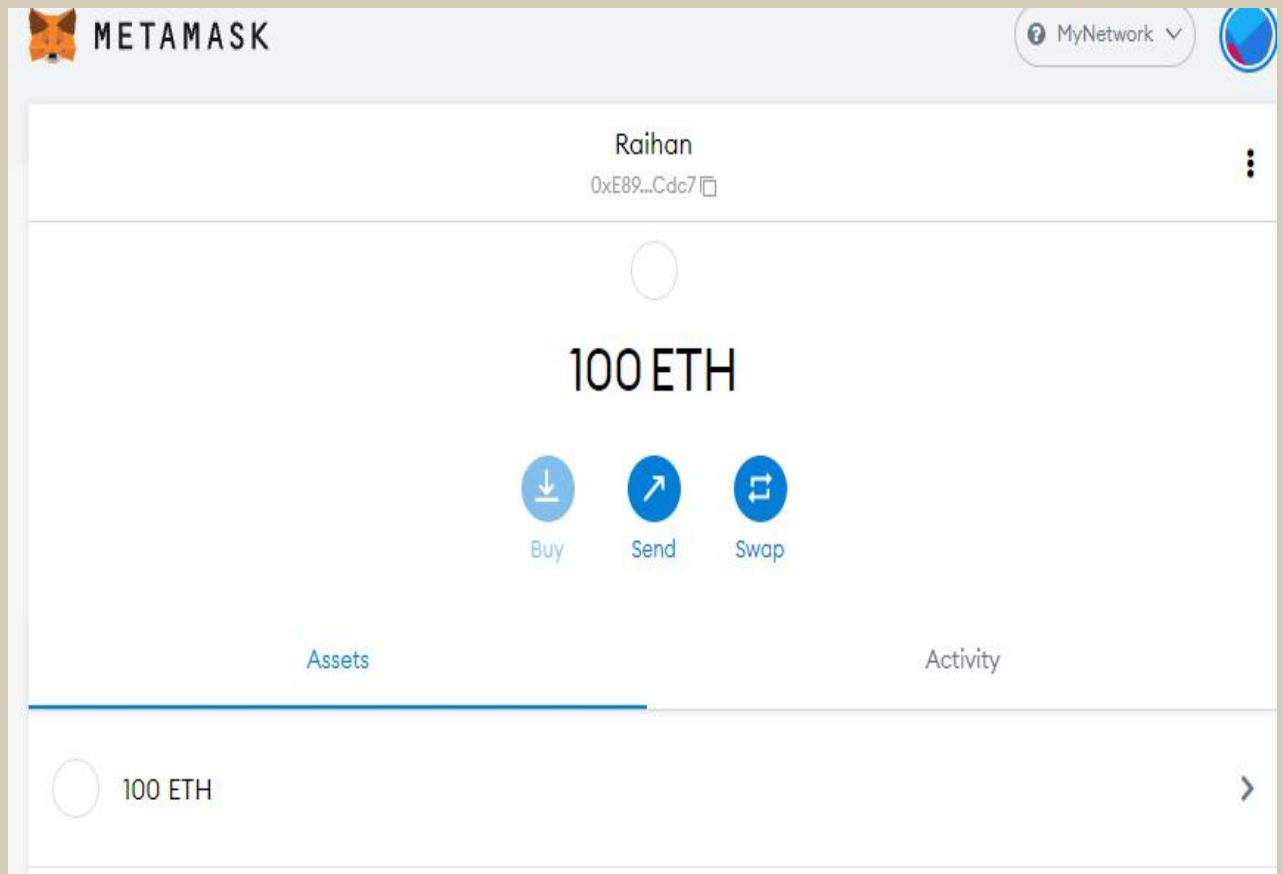 METAMASK
MyNetwork
Raihan
0xE89...Cdc7
100 ETH
Buy
Send
Swap
Assets
Activity
100 ETH